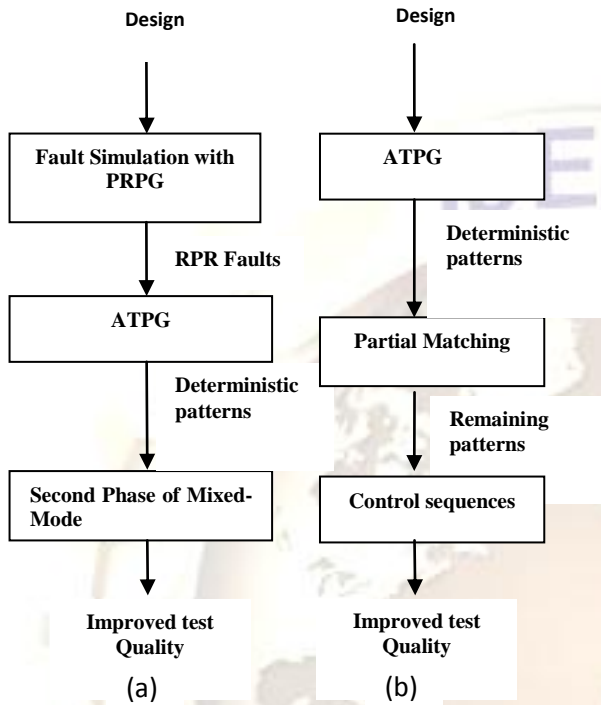 Design
Fault Simulation with
PRPG
RPR Faults
ATPG
Deterministic
patterns
Second Phase of Mixed-
Mode
Improved test
Quality
(a)
Design
ATPG
Deterministic
patterns
Partial Matching
Remaining
patterns
Control sequences
Improved test
Quality
(b)